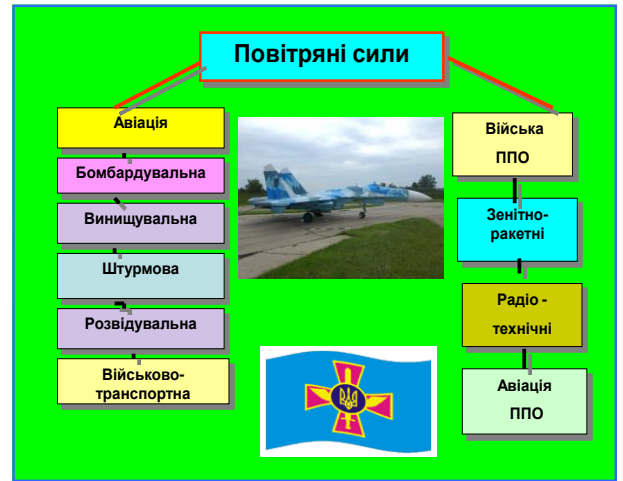 Повітряні сили
Авіація
Бомбардувальна
Винищувальна
Штурмова
Розвідувальна
Військово-
транспортна
Війська
ППО
Зенітно-
ракетні
Радіо -
технічні
Авіація
ППО